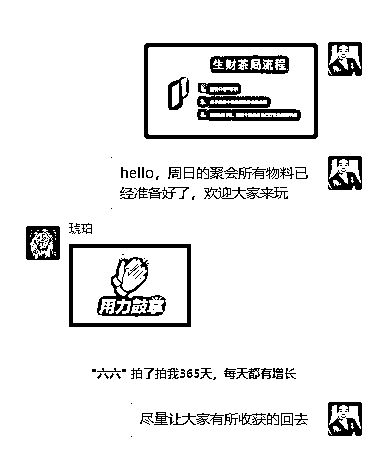 生财茶局流程
hello，周日的聚会所有物料已
经准备好了，欢迎大家来玩
琥珀
用力鼓掌
"六六" 拍了拍我365天，每天都有增长
尽量让大家有所收获的回去